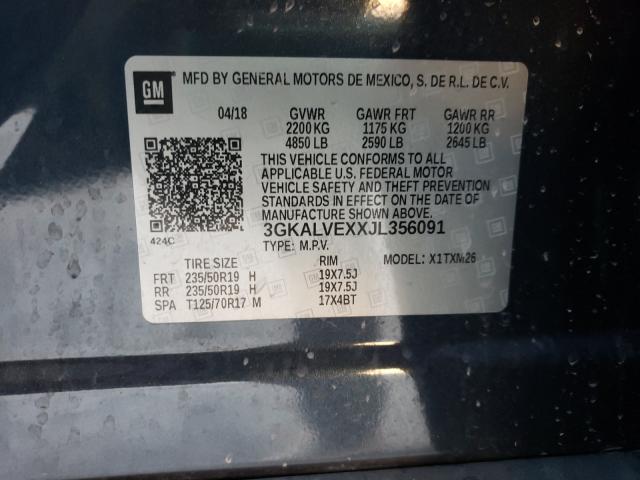 GM
MFD BY GENERAL MOTORS DE MEXICO, S. DE R.L. DE C.V.
04/18 GVWR GAWR FRT GAWR RR
2200 KG 1175 KG 1200 KG
4850 LB 2590 LB 2645 LB
THIS VEHICLE CONFORMS TO ALL
APPLICABLE U.S. FEDERAL MOTOR
VEHICLE SAFETY AND THEFT PREVENTION
STANDARDS IN EFFECT ON THE DATE OF
MANUFACTURE SHOWN ABOVE.
3GKALVEXXJL356091
424C
TYPE: M.P.V.
TIRE SIZE RIM MODEL: X1TXM26
FRT 235/50R19 H 19X7.5J
RR 235/50R19 H 19X7.5J
SPA T125/70R17 M 17X4BT